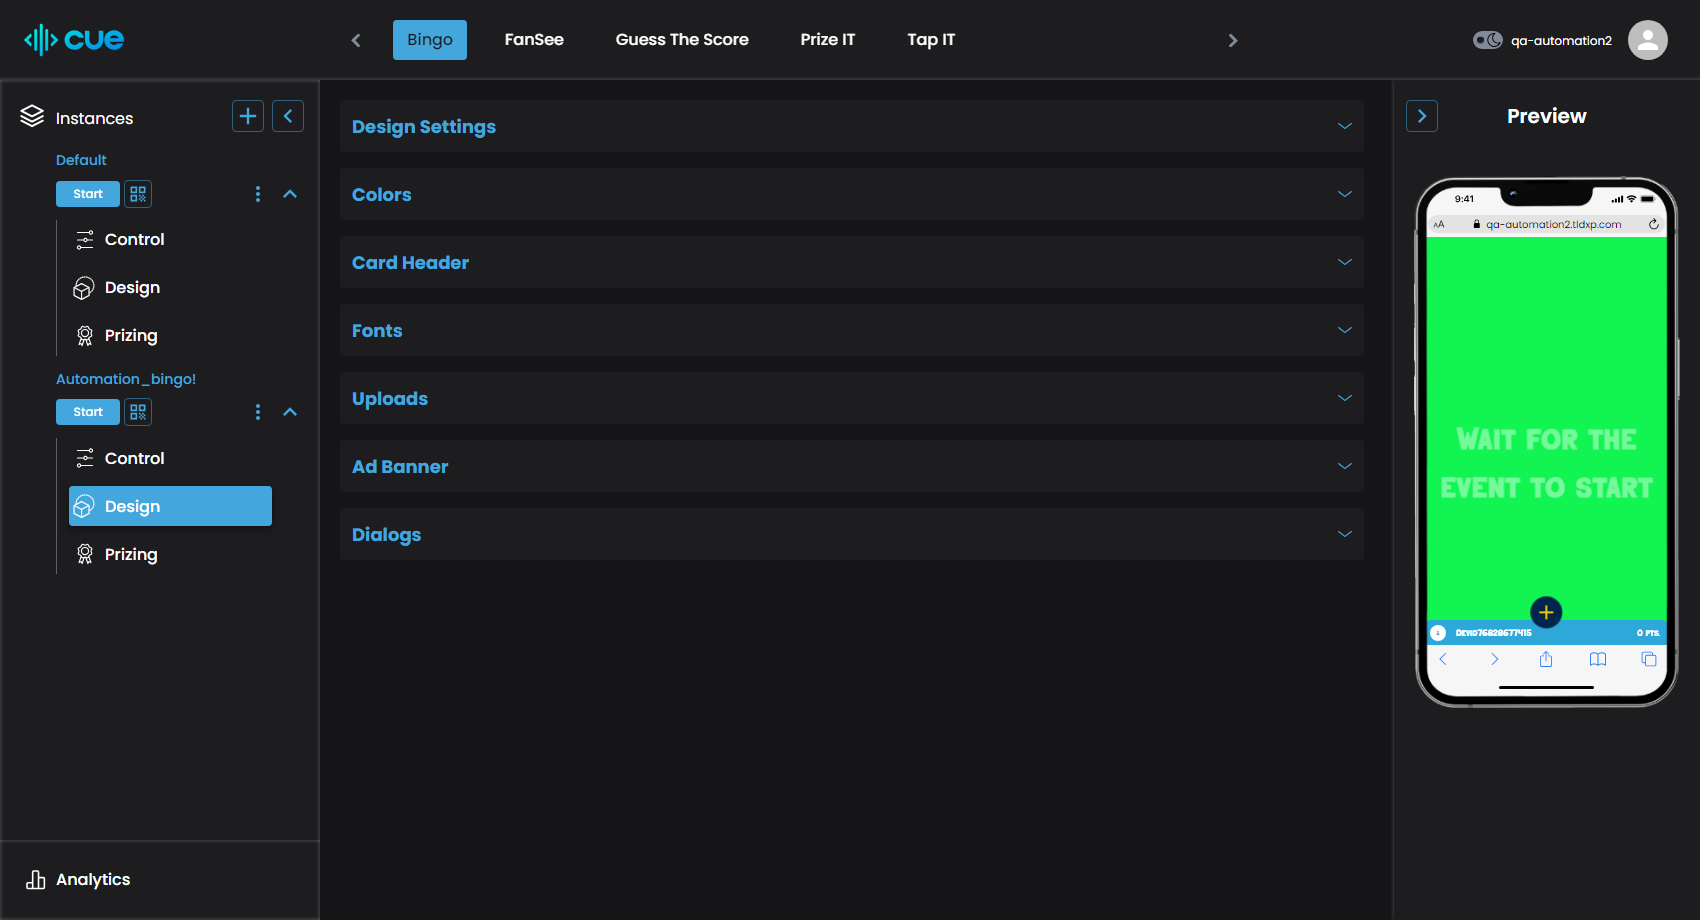 cue
Bingo
FanSee
Guess The Score
Prize IT
Tap IT
qa-automation2
Instances
Default
Start
Control
Design
Prizing
Automation_bingo!
Start
Control
Design
Prizing
Analytics
Design Settings
Colors
Card Header
Fonts
Uploads
Ad Banner
Dialogs
Preview
9:41
AA qa-automation2.tldxp.com
Wait for the
event to start
0 pts.